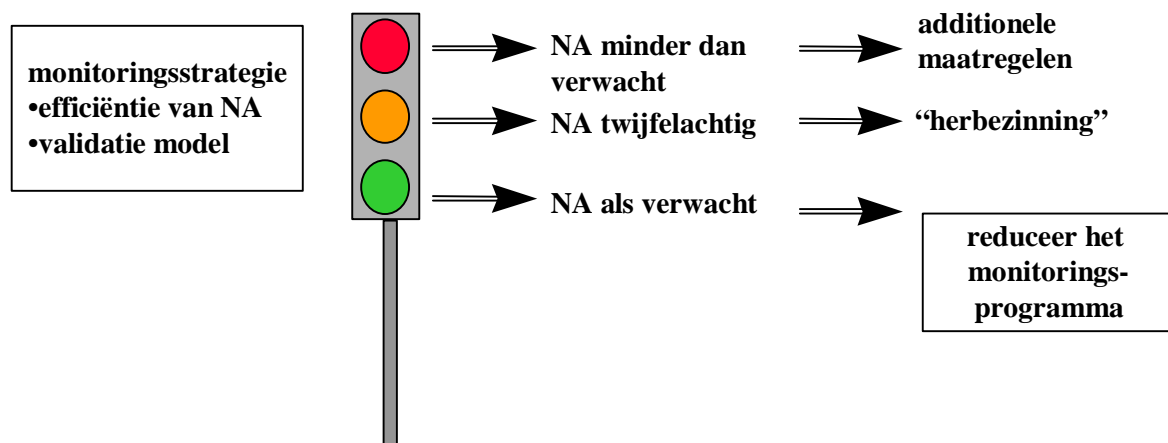 monitoringsstrategie
•efficiëntie van NA
•validatie model
NA minder dan
verwacht
additionele
maatregelen
NA twijfelachtig
“herbezinning”
NA als verwacht
reduceer het
monitorings-
programma